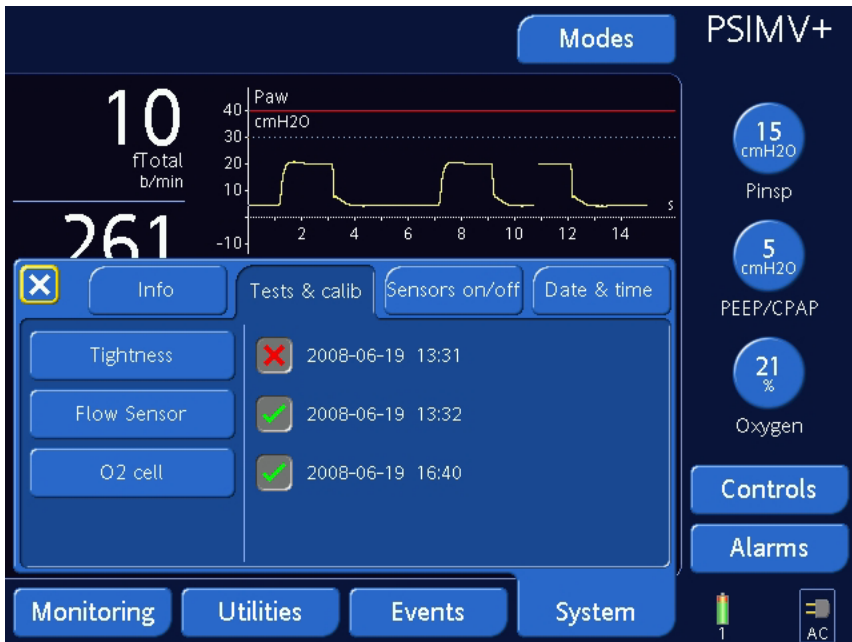 Modes
PSIMV+
10
fTotal
b/min
261
Paw
cmH2O
40
30
20
10
-10
2 4 6 8 10 12 14
s
15
cmH2O
Pinsp
5
cmH2O
PEEP/CPAP
21
%
Oxygen
Info
Tests & calib
Sensors on/off
Date & time
Tightness
2008-06-19 13:31
Flow Sensor
2008-06-19 13:32
O2 cell
2008-06-19 16:40
Controls
Alarms
Monitoring
Utilities
Events
System
1
AC